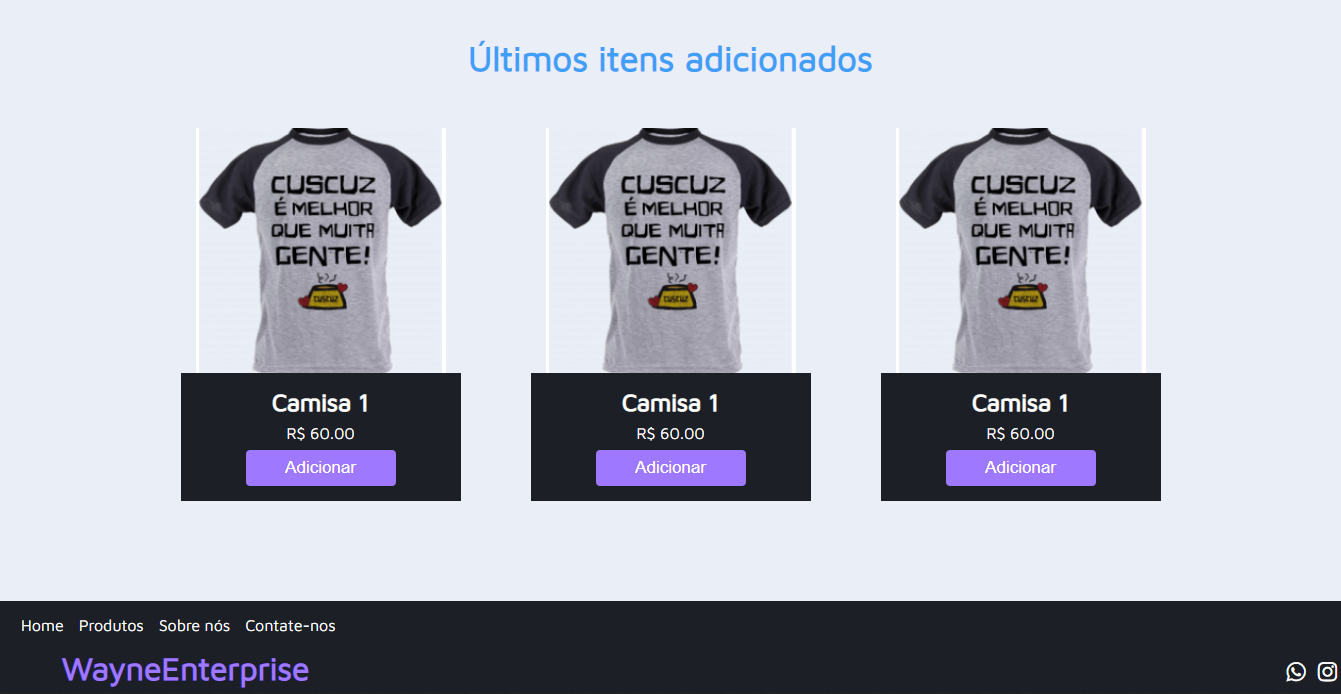 Últimos itens adicionados
CUSCUZ
É MELHOR
QUE MUITA
GENTE!
CUSCUZ
CUSCUZ
É MELHOR
QUE MUITA
GENTE!
CUSCUZ
CUSCUZ
É MELHOR
QUE MUITA
GENTE!
CUSCUZ
Camisa 1
R$ 60.00
Adicionar
Camisa 1
R$ 60.00
Adicionar
Camisa 1
R$ 60.00
Adicionar
Home Produtos Sobre nós Contate-nos
WayneEnterprise